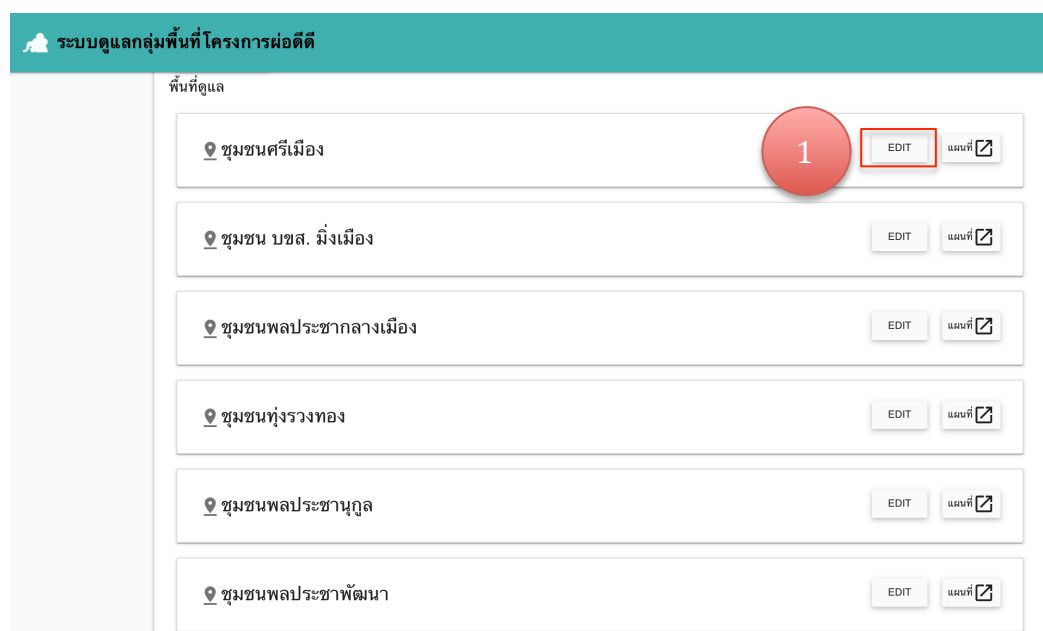 ระบบดูแลกลุ่มพื้นที่โครงการผ่อดีดี
พื้นที่ดูแล
ชุมชนศรีเมือง 1 EDIT แผนที่
ชุมชน บขส. มิ่งเมือง EDIT แผนที่
ชุมชนพลประชากลางเมือง EDIT แผนที่
ชุมชนทุ่งรวงทอง EDIT แผนที่
ชุมชนพลประชานุกูล EDIT แผนที่
ชุมชนพลประชาพัฒนา EDIT แผนที่